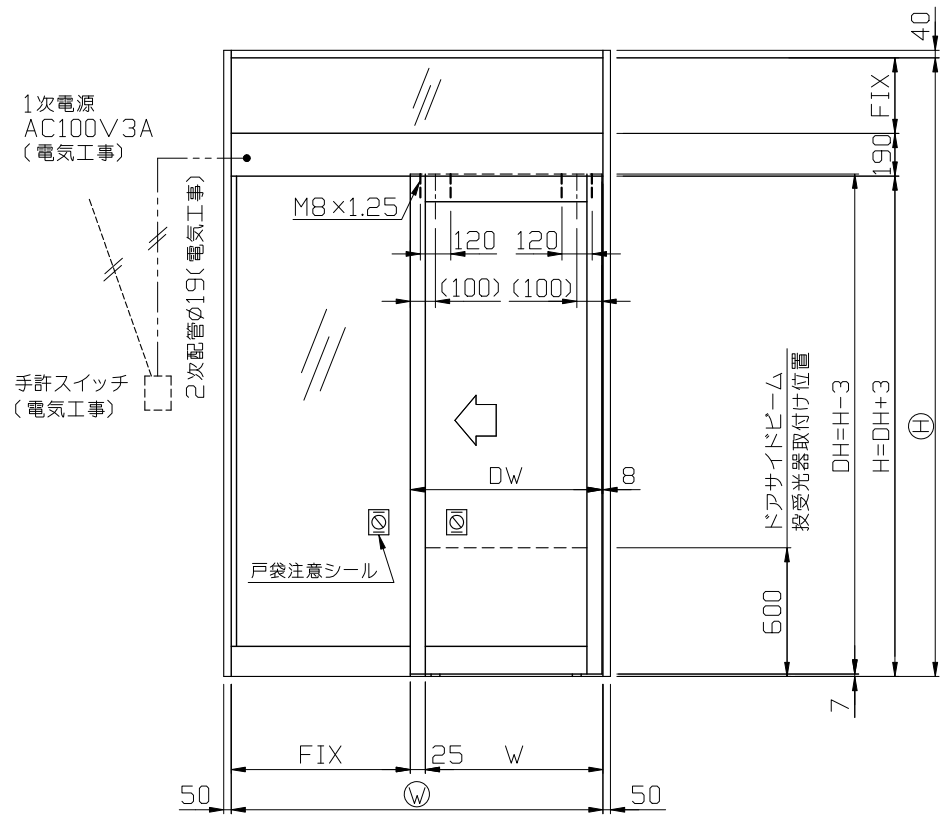 40
1次電源
AC100V3A
(電気工事)
FIX
190
2次配管φ19(電気工事)
M8×1.25
120
120
(100)
(100)
手許スイッチ
(電気工事)
ドアサイドビーム
投受光器取付け位置
DH=H-3
H=DH+3
Ⓗ
DW
8
戸袋注意シール
600
7
FIX
25
W
50
Ⓦ
50